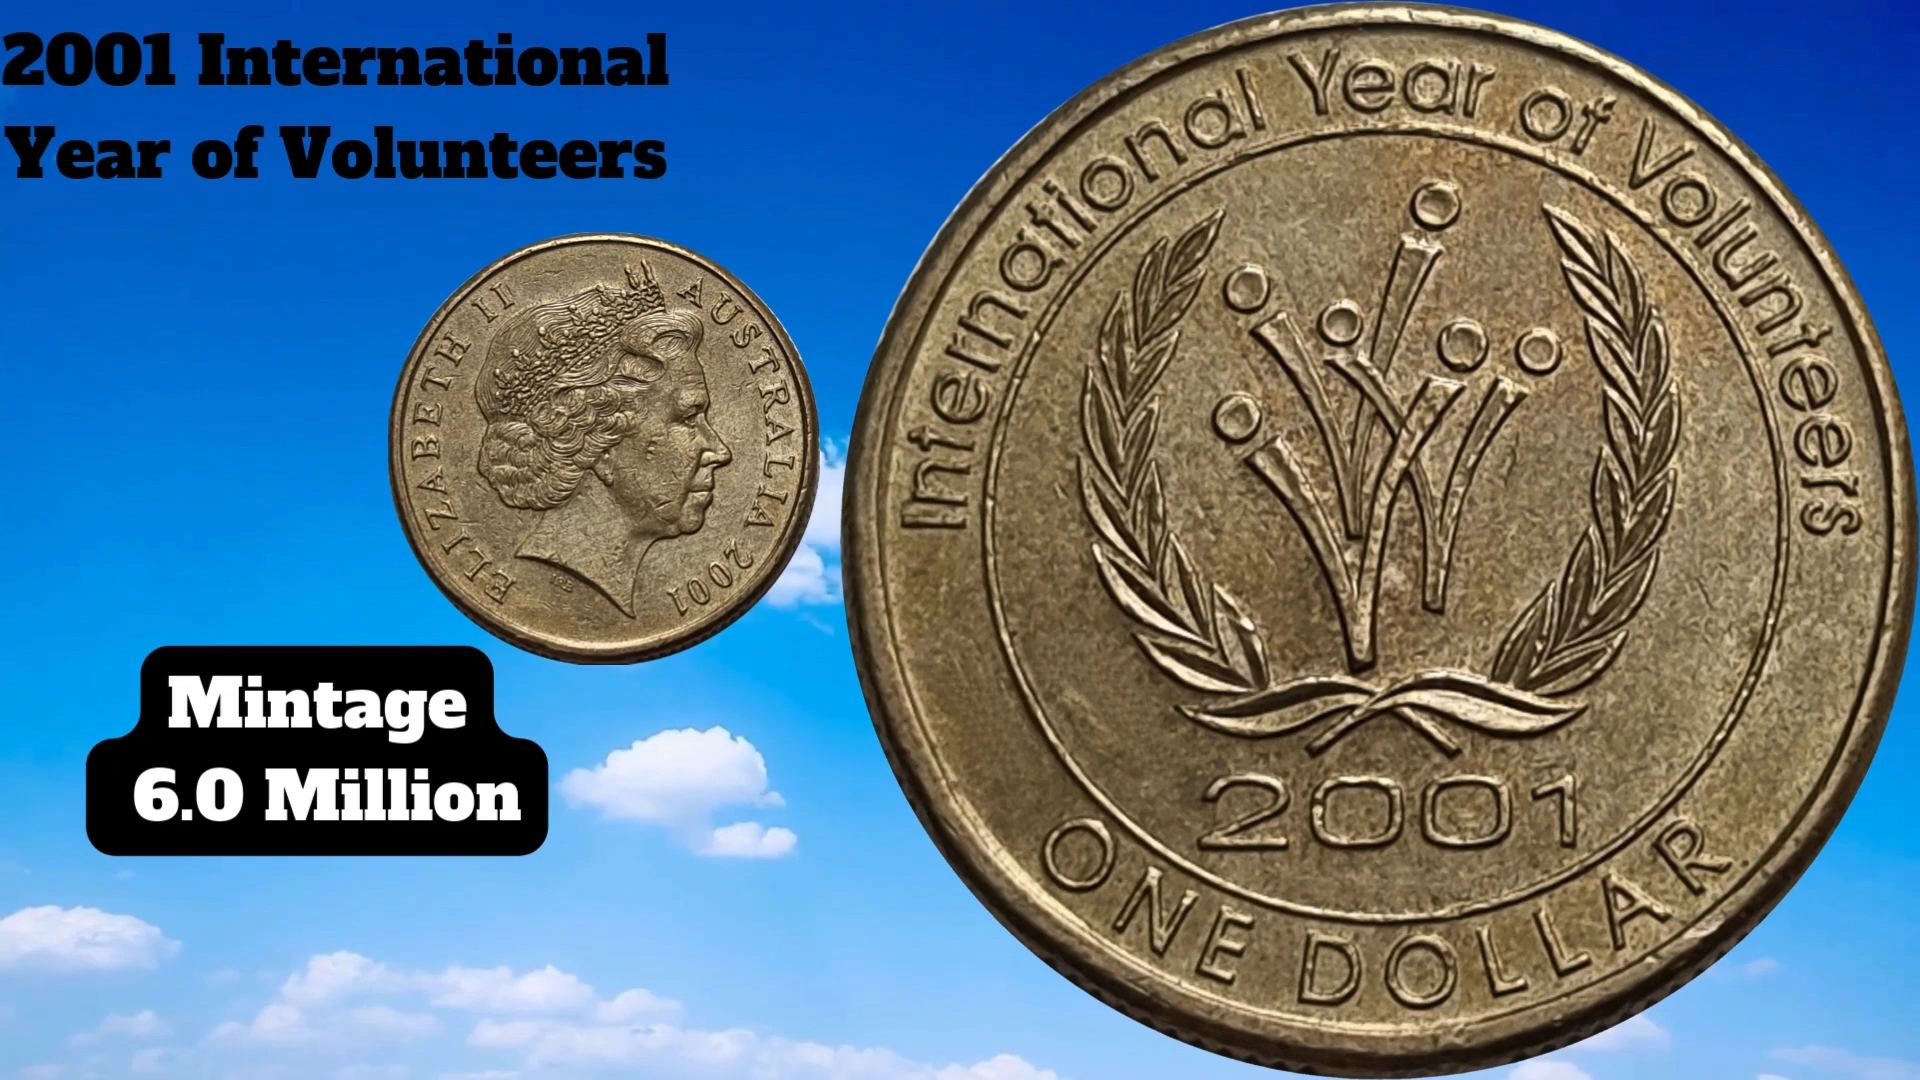 2001 International
Year of Volunteers
ELIZABETH II AUSTRALIA 2001
IRB
Mintage
6.0 Million
International Year of Volunteers
2001
ONE DOLLAR